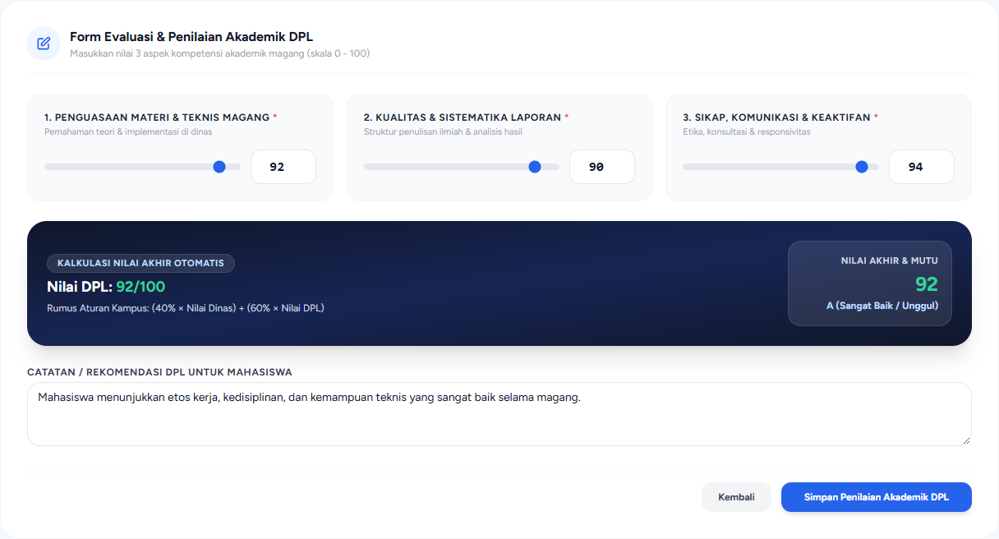 Form Evaluasi & Penilaian Akademik DPL
Masukkan nilai 3 aspek kompetensi akademik magang (skala 0 - 100)
1. PENGUASAAN MATERI & TEKNIS MAGANG *
Pemahaman teori & implementasi di dinas
92
2. KUALITAS & SISTEMATIKA LAPORAN *
Struktur penulisan ilmiah & analisis hasil
90
3. SIKAP, KOMUNIKASI & KEAKTIFAN *
Etika, konsultasi & responsivitas
94
KALKULASI NILAI AKHIR OTOMATIS
Nilai DPL: 92/100
Rumus Aturan Kampus: (40% × Nilai Dinas) + (60% × Nilai DPL)
NILAI AKHIR & MUTU
92
A (Sangat Baik / Unggul)
CATATAN / REKOMENDASI DPL UNTUK MAHASISWA
Mahasiswa menunjukkan etos kerja, kedisiplinan, dan kemampuan teknis yang sangat baik selama magang.
Kembali
Simpan Penilaian Akademik DPL